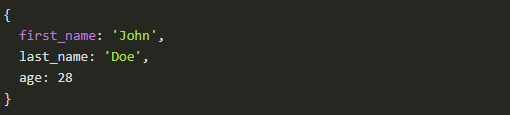 {
  first_name: 'John',
  last_name: 'Doe',
  age: 28
}